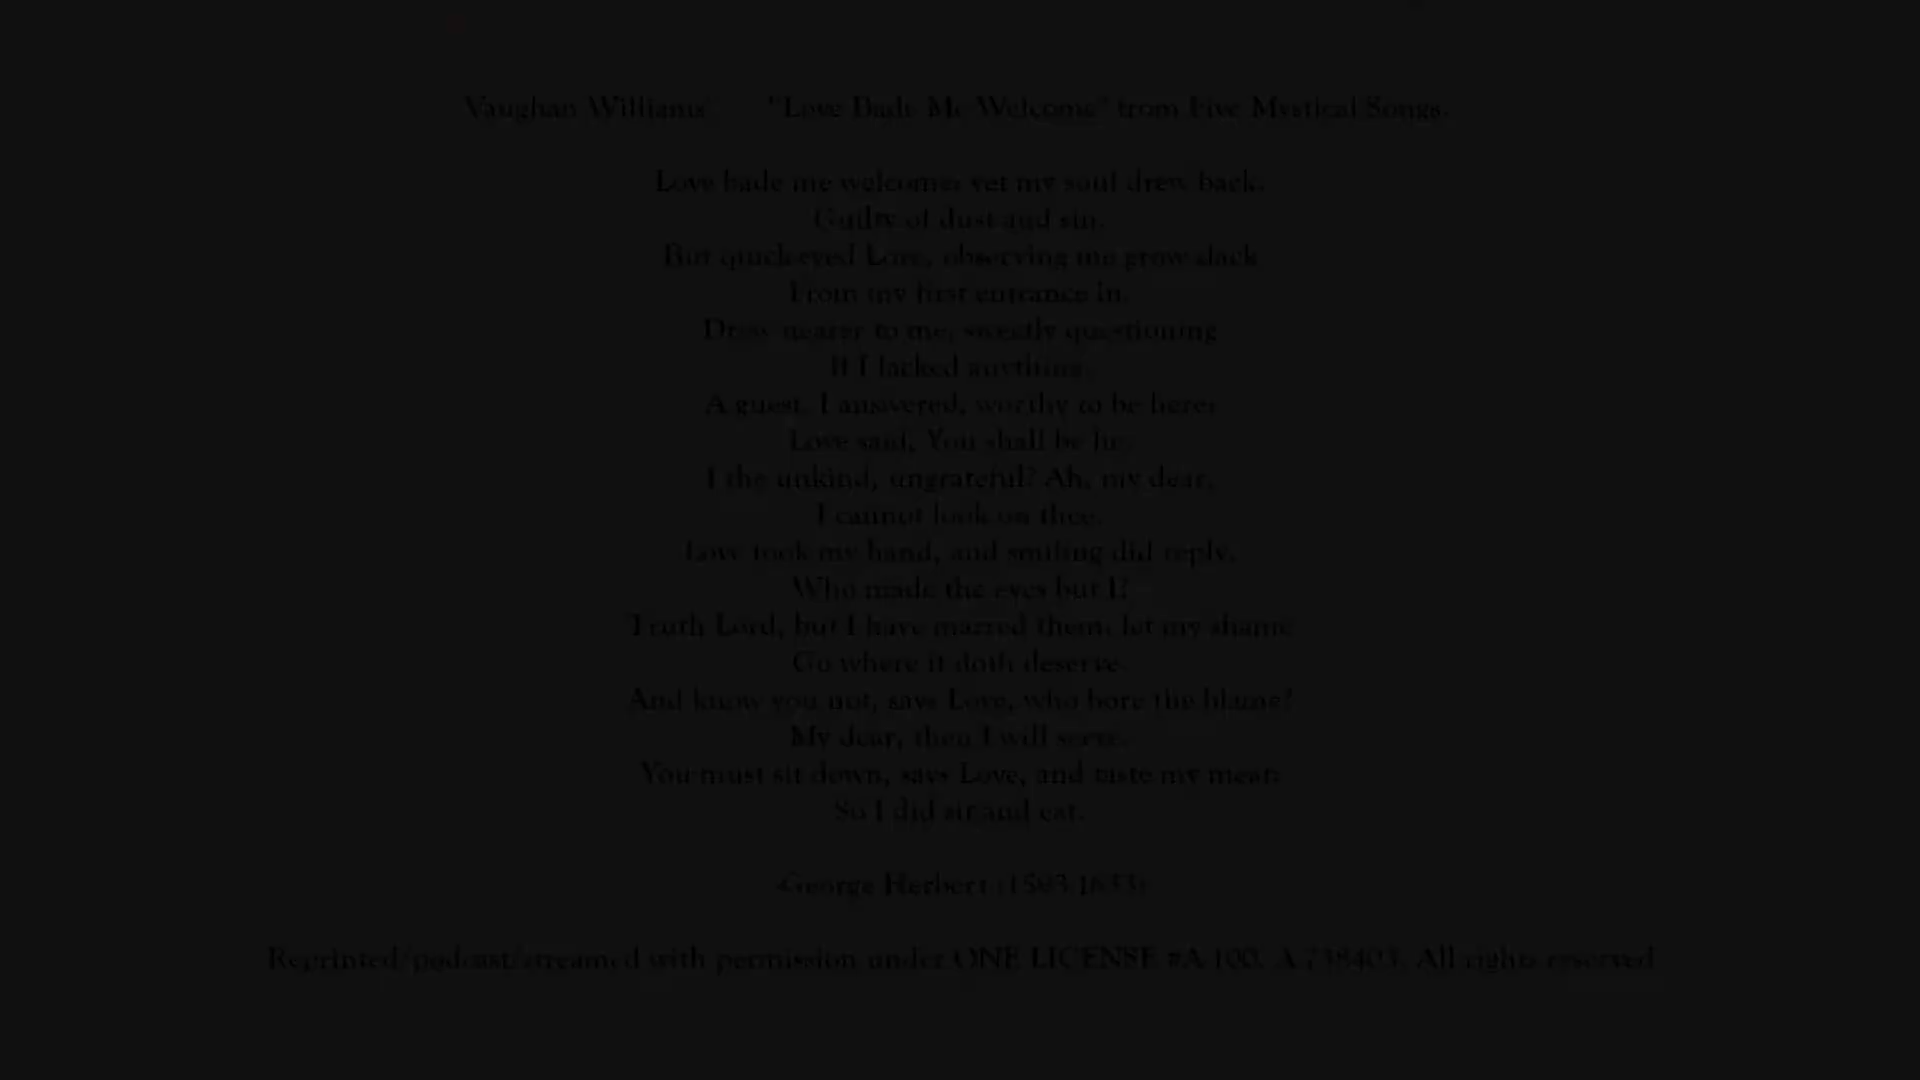 Vaughan Williams' "Love Bade Me Welcome" from Five Mystical Songs.
Love bade me welcome: yet my soul drew back,
Guilty of dust and sin.
But quick-eyed Love, observing me grow slack
From my first entrance in,
Drew nearer to me, sweetly questioning
If I lacked anything.
A guest, I answered, worthy to be here:
Love said, You shall be he.
I the unkind, ungrateful? Ah, my dear,
I cannot look on thee.
Love took my hand, and smiling did reply,
Who made the eyes but I?
Truth Lord, but I have marred them: let my shame
Go where it doth deserve.
And know you not, says Love, who bore the blame?
My dear, then I will serve.
You must sit down, says Love, and taste my meat:
So I did sit and eat.
George Herbert (1593-1633)
Reprinted/podcast/streamed with permission under ONE LICENSE #A-100, A-738403. All rights reserved